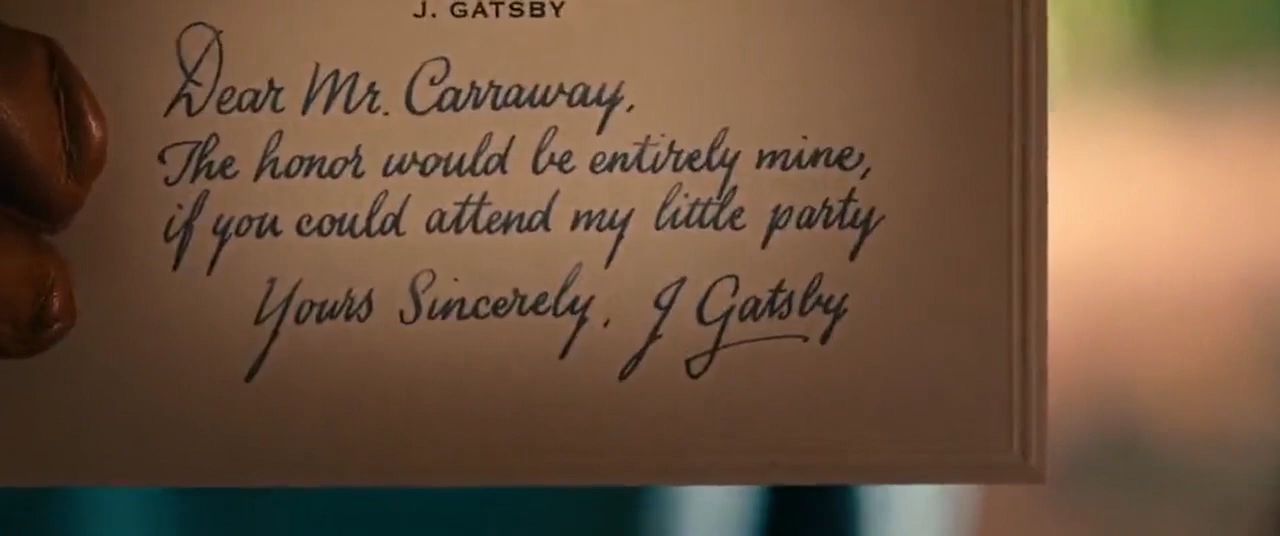 J. GATSBY
Dear Mr. Carraway,
The honor would be entirely mine,
if you could attend my little party
Yours Sincerely, J Gatsby